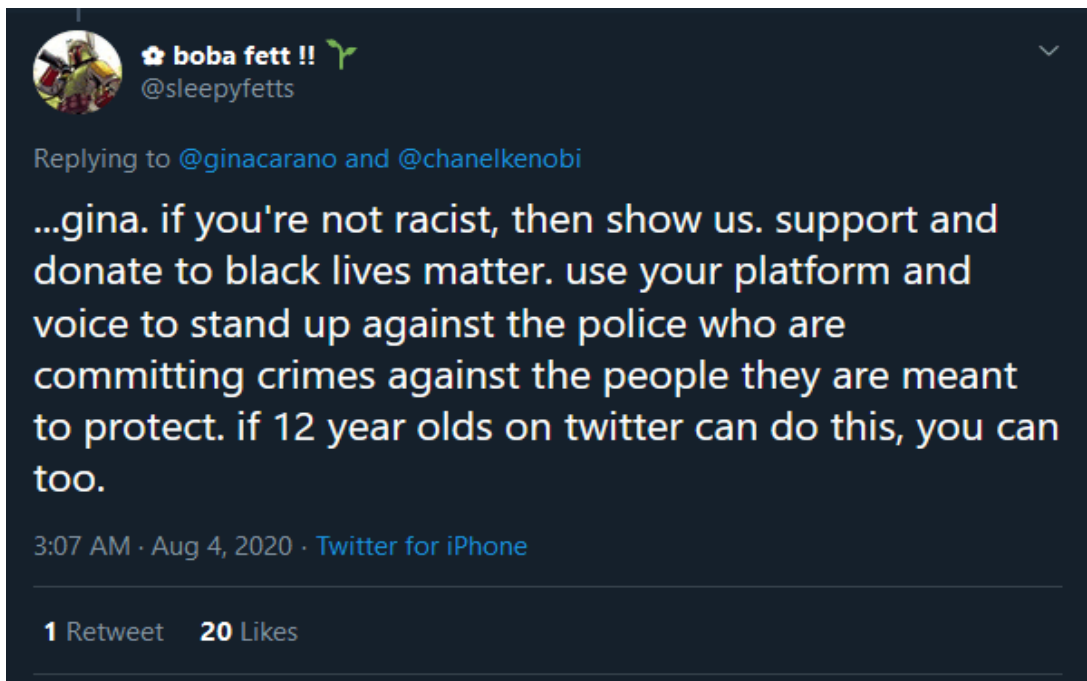 ✿ boba fett !! 🌱
@sleepyfetts
Replying to @ginacarano and @chanelkenobi
...gina. if you're not racist, then show us. support and
donate to black lives matter. use your platform and
voice to stand up against the police who are
committing crimes against the people they are meant
to protect. if 12 year olds on twitter can do this, you can
too.
3:07 AM · Aug 4, 2020 · Twitter for iPhone
1 Retweet 20 Likes